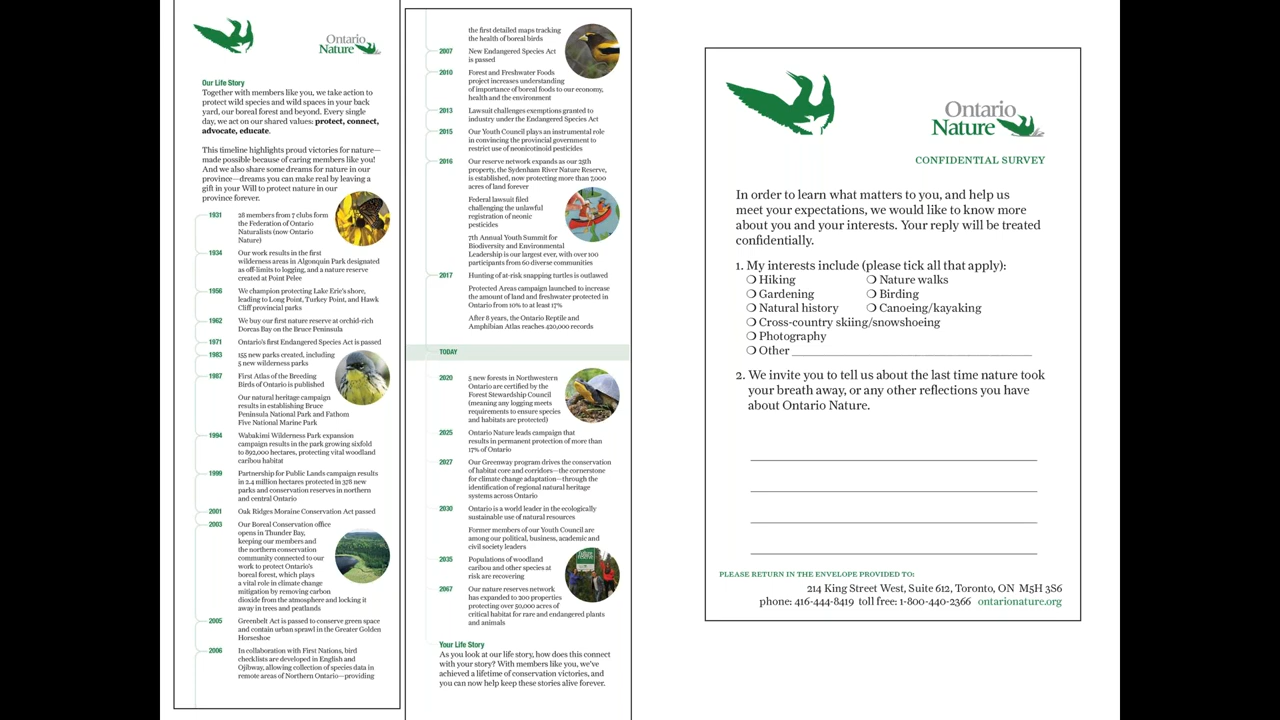 Ontario
Nature
Our Life Story
Together with members like you, we take action to
protect wild species and wild spaces in your back
yard, our boreal forest and beyond. Every single
day, we act on our shared values: protect, connect,
advocate, educate.
This timeline highlights proud victories for nature—
made possible because of caring members like you!
And we also share some dreams for nature in our
province—dreams you can make real by leaving a
gift in your Will to protect nature in our
province forever.
1931 28 members from 7 clubs form
the Federation of Ontario
Naturalists (now Ontario
Nature)
1934 Our work results in the first
wilderness areas in Algonquin Park designated
as off-limits to logging, and a nature reserve
created at Point Pelee
1956 We champion protecting Lake Erie's shore,
leading to Long Point, Turkey Point, and Hawk
Cliff provincial parks
1962 We buy our first nature reserve at orchid-rich
Dorcas Bay on the Bruce Peninsula
1971 Ontario's first Endangered Species Act is passed
1983 155 new parks created, including
5 new wilderness parks
1987 First Atlas of the Breeding
Birds of Ontario is published
Our natural heritage campaign
results in establishing Bruce
Peninsula National Park and Fathom
Five National Marine Park
1994 Wabakimi Wilderness Park expansion
campaign results in the park growing sixfold
to 892,000 hectares, protecting vital woodland
caribou habitat
1999 Partnership for Public Lands campaign results
in 2.4 million hectares protected in 378 new
parks and conservation reserves in northern
and central Ontario
2001 Oak Ridges Moraine Conservation Act passed
2003 Our Boreal Conservation office
opens in Thunder Bay,
keeping our members and
the northern conservation
community connected to our
work to protect Ontario's
boreal forest, which plays
a vital role in climate change
mitigation by removing carbon
dioxide from the atmosphere and locking it
away in trees and peatlands
2005 Greenbelt Act is passed to conserve green space
and contain urban sprawl in the Greater Golden
Horseshoe
2006 In collaboration with First Nations, bird
checklists are developed in English and
Ojibway, allowing collection of species data in
remote areas of Northern Ontario—providing
the first detailed maps tracking
the health of boreal birds
2007 New Endangered Species Act
is passed
2010 Forest and Freshwater Foods
project increases understanding
of importance of boreal foods to our economy,
health and the environment
2013 Lawsuit challenges exemptions granted to
industry under the Endangered Species Act
2015 Our Youth Council plays an instrumental role
in convincing the provincial government to
restrict use of neonicotinoid pesticides
2016 Our reserve network expands as our 25th
property, the Sydenham River Nature Reserve,
is established, now protecting more than 7,000
acres of land forever
Federal lawsuit filed
challenging the unlawful
registration of neonic
pesticides
7th Annual Youth Summit for
Biodiversity and Environmental
Leadership is our largest ever, with over 100
participants from 60 diverse communities
2017 Hunting of at-risk snapping turtles is outlawed
Protected Areas campaign launched to increase
the amount of land and freshwater protected in
Ontario from 10% to at least 17%
After 8 years, the Ontario Reptile and
Amphibian Atlas reaches 420,000 records
TODAY
2020 5 new forests in Northwestern
Ontario are certified by the
Forest Stewardship Council
(meaning any logging meets
requirements to ensure species
and habitats are protected)
2025 Ontario Nature leads campaign that
results in permanent protection of more than
17% of Ontario
2027 Our Greenway program drives the conservation
of habitat core and corridors—the cornerstone
for climate change adaptation—through the
identification of regional natural heritage
systems across Ontario
2030 Ontario is a world leader in the ecologically
sustainable use of natural resources
Former members of our Youth Council are
among our political, business, academic and
civil society leaders
2035 Populations of woodland
caribou and other species at
risk are recovering
2067 Our nature reserves network
has expanded to 200 properties
protecting over 50,000 acres of
critical habitat for rare and endangered plants
and animals
Your Life Story
As you look at our life story, how does this connect
with your story? With members like you, we've
achieved a lifetime of conservation victories, and
you can now help keep these stories alive forever.
Ontario
Nature
CONFIDENTIAL SURVEY
In order to learn what matters to you, and help us
meet your expectations, we would like to know more
about you and your interests. Your reply will be treated
confidentially.
1. My interests include (please tick all that apply):
Hiking Nature walks
Gardening Birding
Natural history Canoeing/kayaking
Cross-country skiing/snowshoeing
Photography
Other
2. We invite you to tell us about the last time nature took
your breath away, or any other reflections you have
about Ontario Nature.
PLEASE RETURN IN THE ENVELOPE PROVIDED TO:
214 King Street West, Suite 612, Toronto, ON M5H 3S6
phone: 416-444-8419 toll free: 1-800-440-2366 ontarionature.org